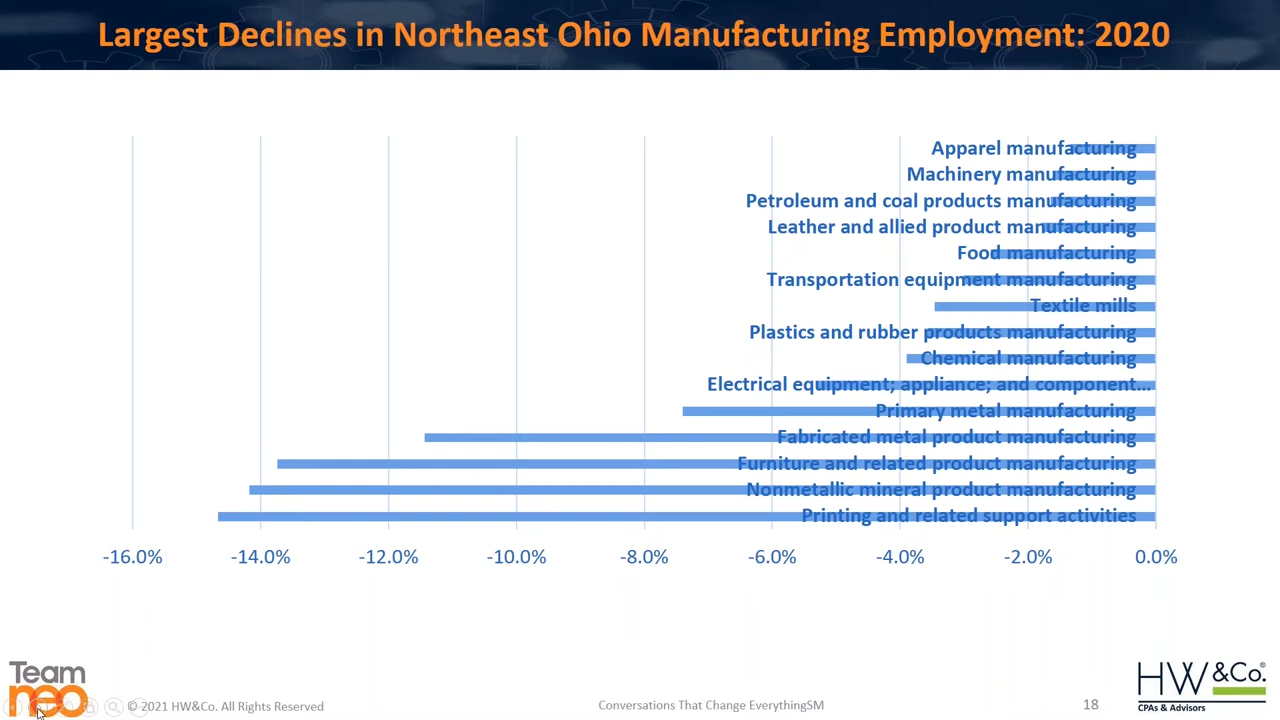 Largest Declines in Northeast Ohio Manufacturing Employment: 2020
Apparel manufacturing
Machinery manufacturing
Petroleum and coal products manufacturing
Leather and allied product manufacturing
Food manufacturing
Transportation equipment manufacturing
Textile mills
Plastics and rubber products manufacturing
Chemical manufacturing
Electrical equipment; appliance; and component...
Primary metal manufacturing
Fabricated metal product manufacturing
Furniture and related product manufacturing
Nonmetallic mineral product manufacturing
Printing and related support activities
-16.0% -14.0% -12.0% -10.0% -8.0% -6.0% -4.0% -2.0% 0.0%
Team
neo
© 2021 HW&Co. All Rights Reserved
Conversations That Change EverythingSM
18
HW&Co.®
CPAs & Advisors